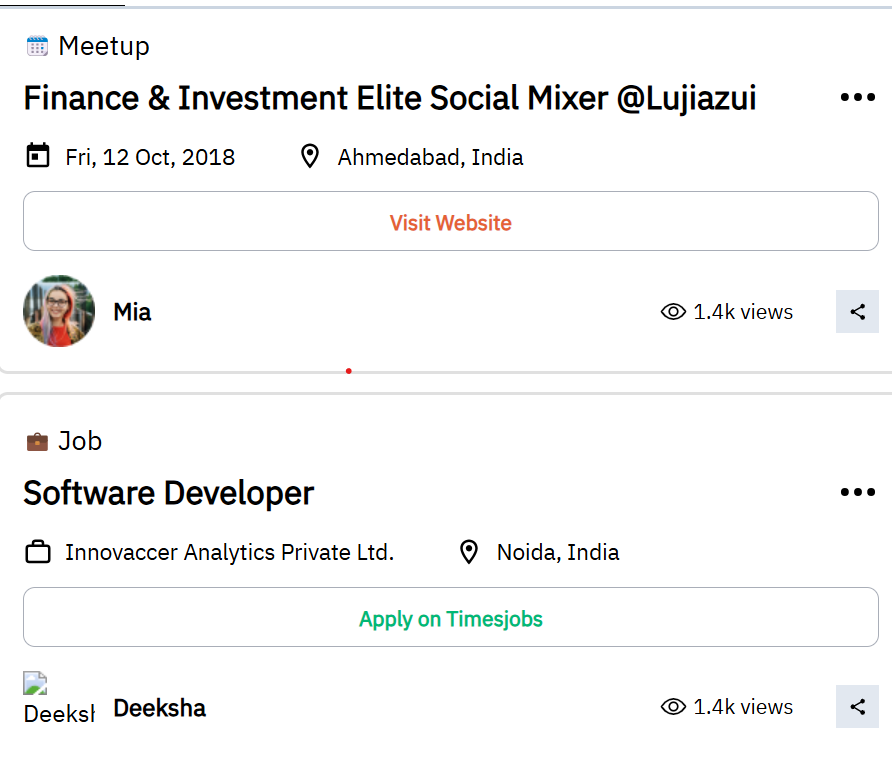 Meetup
Finance & Investment Elite Social Mixer @Lujiazui
Fri, 12 Oct, 2018 Ahmedabad, India
Visit Website
Mia 1.4k views
Job
Software Developer
Innovaccer Analytics Private Ltd. Noida, India
Apply on Timesjobs
Deeksha 1.4k views